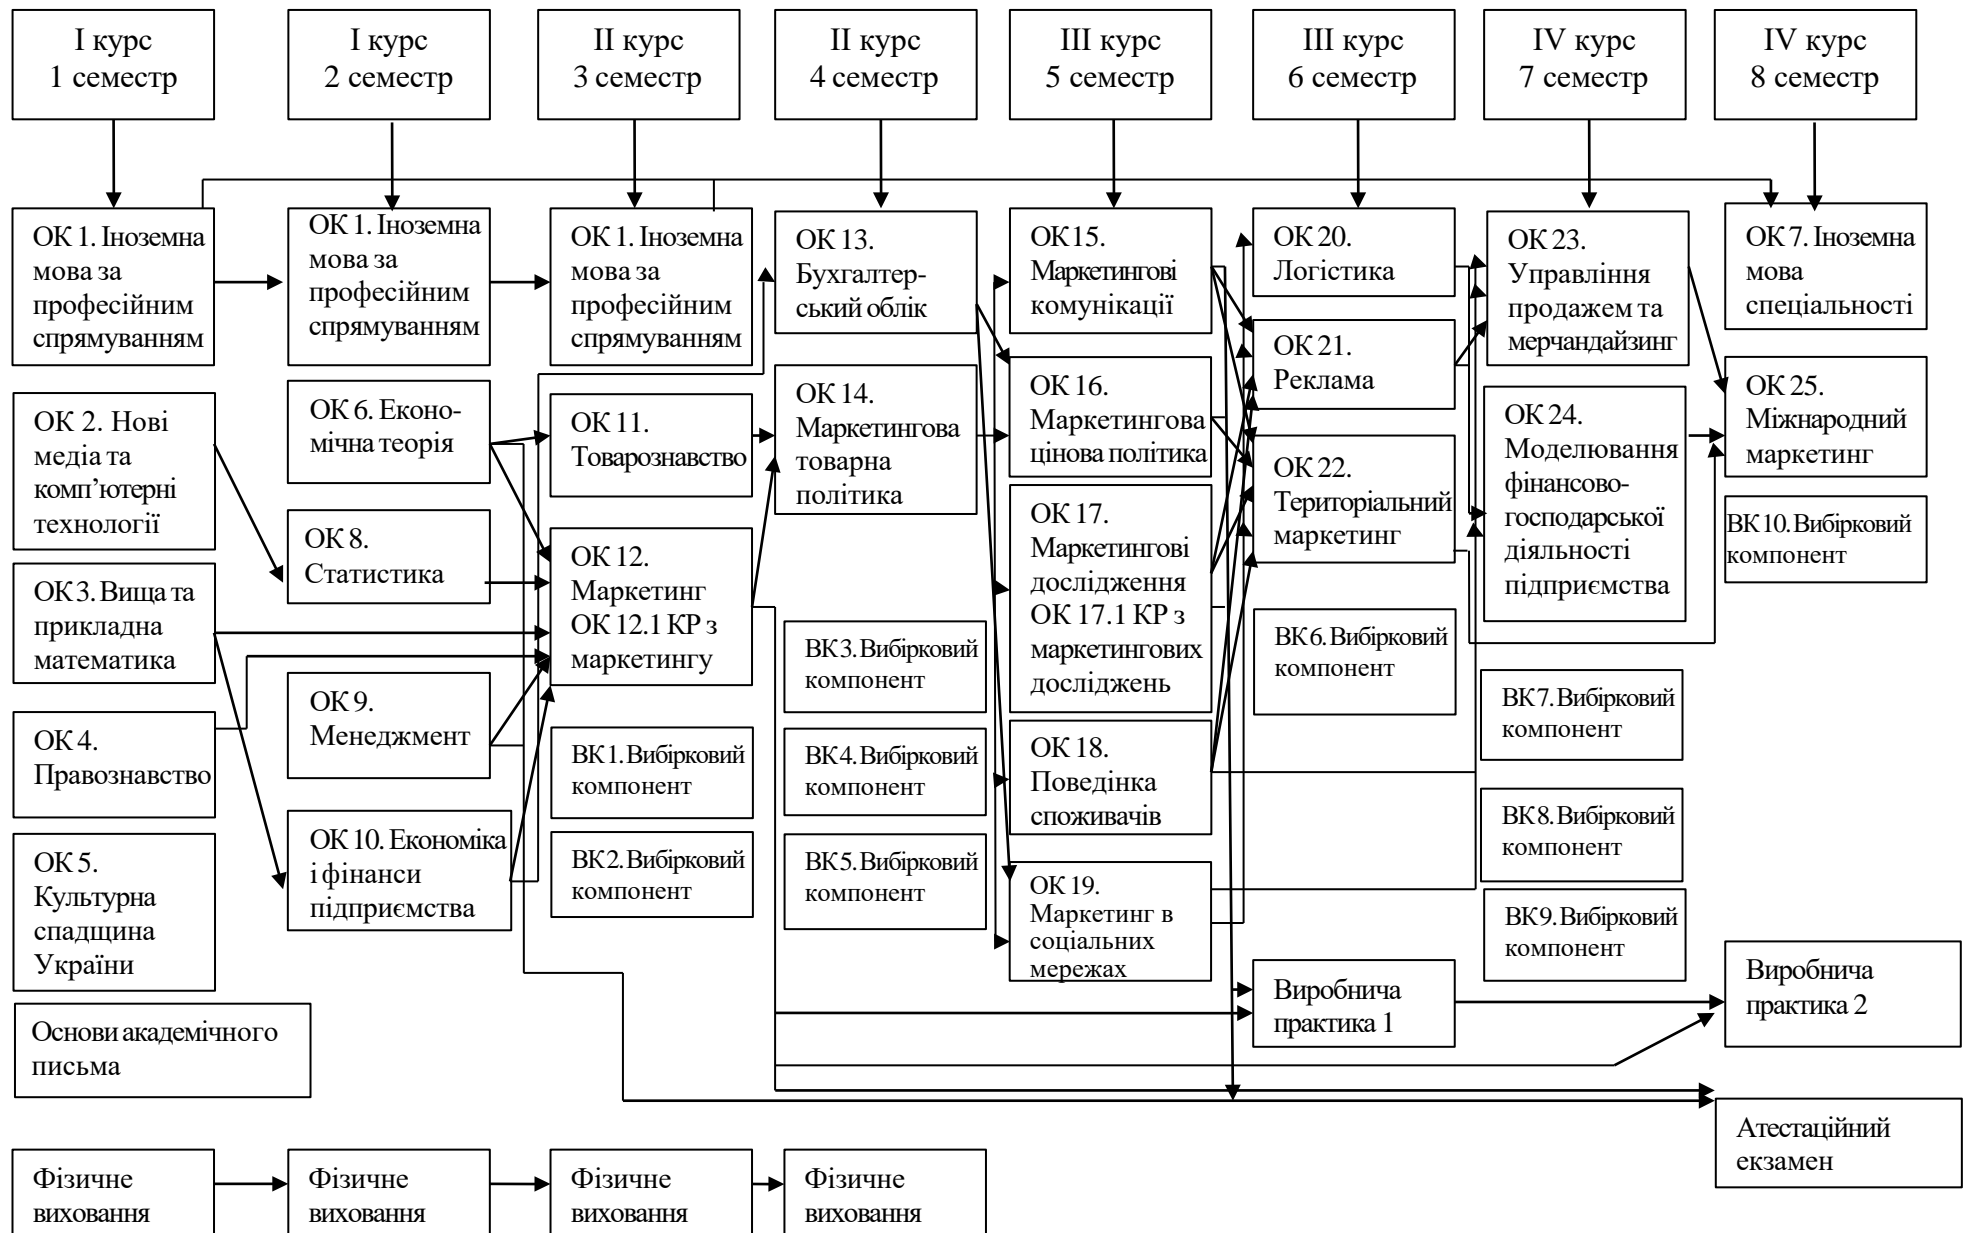 І курс
1 семестр
І курс
2 семестр
ІІ курс
3 семестр
ІІ курс
4 семестр
ІІІ курс
5 семестр
ІІІ курс
6 семестр
IV курс
7 семестр
IV курс
8 семестр
ОК 1. Іноземна
мова за
професійним
спрямуванням
ОК 2. Нові
медіа та
комп’ютерні
технології
ОК 3. Вища та
прикладна
математика
ОК 4.
Правознавство
ОК 5.
Культурна
спадщина
України
Основи академічного
письма
Фізичне
виховання
ОК 1. Іноземна
мова за
професійним
спрямуванням
ОК 6. Еконо-
мічна теорія
ОК 8.
Статистика
ОК 9.
Менеджмент
ОК 10. Економіка
і фінанси
підприємства
Фізичне
виховання
ОК 1. Іноземна
мова за
професійним
спрямуванням
ОК 11.
Товарознавство
ОК 12.
Маркетинг
ОК 12.1 КР з
маркетингу
ВК1. Вибірковий
компонент
ВК2. Вибірковий
компонент
Фізичне
виховання
ОК 13.
Бухгалтер-
ський облік
ОК 14.
Маркетингова
товарна
політика
ВК3. Вибірковий
компонент
ВК4. Вибірковий
компонент
ВК5. Вибірковий
компонент
Фізичне
виховання
ОК15.
Маркетингові
комунікації
ОК 16.
Маркетингова
цінова політика
ОК 17.
Маркетингові
дослідження
ОК 17.1 КР з
маркетингових
досліджень
ОК 18.
Поведінка
споживачів
ОК 19.
Маркетинг в
соціальних
мережах
ОК 20.
Логістика
ОК 21.
Реклама
ОК 22.
Територіальний
маркетинг
ВК6. Вибірковий
компонент
Виробнича
практика 1
ОК 23.
Управління
продажем та
мерчандайзинг
ОК 24.
Моделювання
фінансово-
господарської
діяльності
підприємства
ВК7. Вибірковий
компонент
ВК8. Вибірковий
компонент
ВК9. Вибірковий
компонент
ОК 7. Іноземна
мова
спеціальності
ОК 25.
Міжнародний
маркетинг
ВК 10. Вибірковий
компонент
Виробнича
практика 2
Атестаційний
екзамен